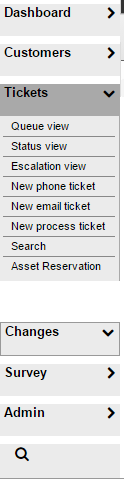 Dashboard
Customers
Tickets
Queue view
Status view
Escalation view
New phone ticket
New email ticket
New process ticket
Search
Asset Reservation
Changes
Survey
Admin